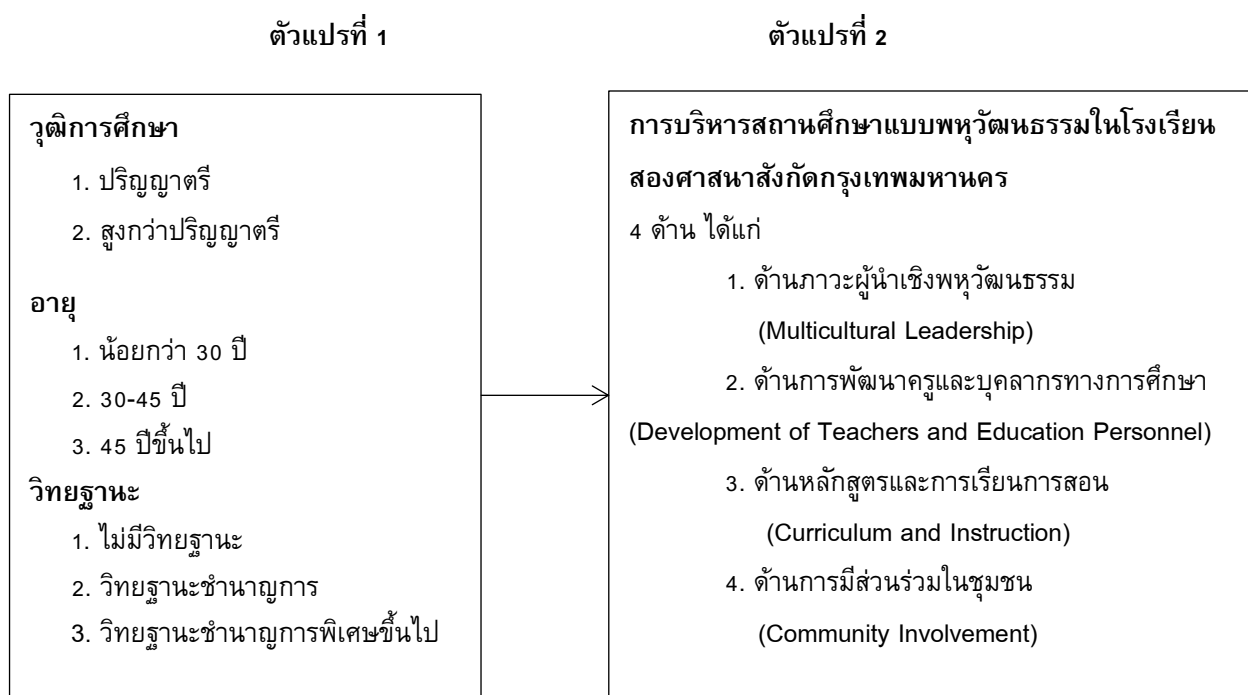 ตัวแปรที่ 1
วุฒิการศึกษา
1. ปริญญาตรี
2. สูงกว่าปริญญาตรี
อายุ
1. น้อยกว่า 30 ปี
2. 30-45 ปี
3. 45 ปีขึ้นไป
วิทยฐานะ
1. ไม่มีวิทยฐานะ
2. วิทยฐานะชำนาญการ
3. วิทยฐานะชำนาญการพิเศษขึ้นไป
ตัวแปรที่ 2
การบริหารสถานศึกษาแบบพหุวัฒนธรรมในโรงเรียน
สองศาสนาสังกัดกรุงเทพมหานคร
4 ด้าน ได้แก่
1. ด้านภาวะผู้นำเชิงพหุวัฒนธรรม
(Multicultural Leadership)
2. ด้านการพัฒนาครูและบุคลากรทางการศึกษา
(Development of Teachers and Education Personnel)
3. ด้านหลักสูตรและการเรียนการสอน
(Curriculum and Instruction)
4. ด้านการมีส่วนร่วมในชุมชน
(Community Involvement)